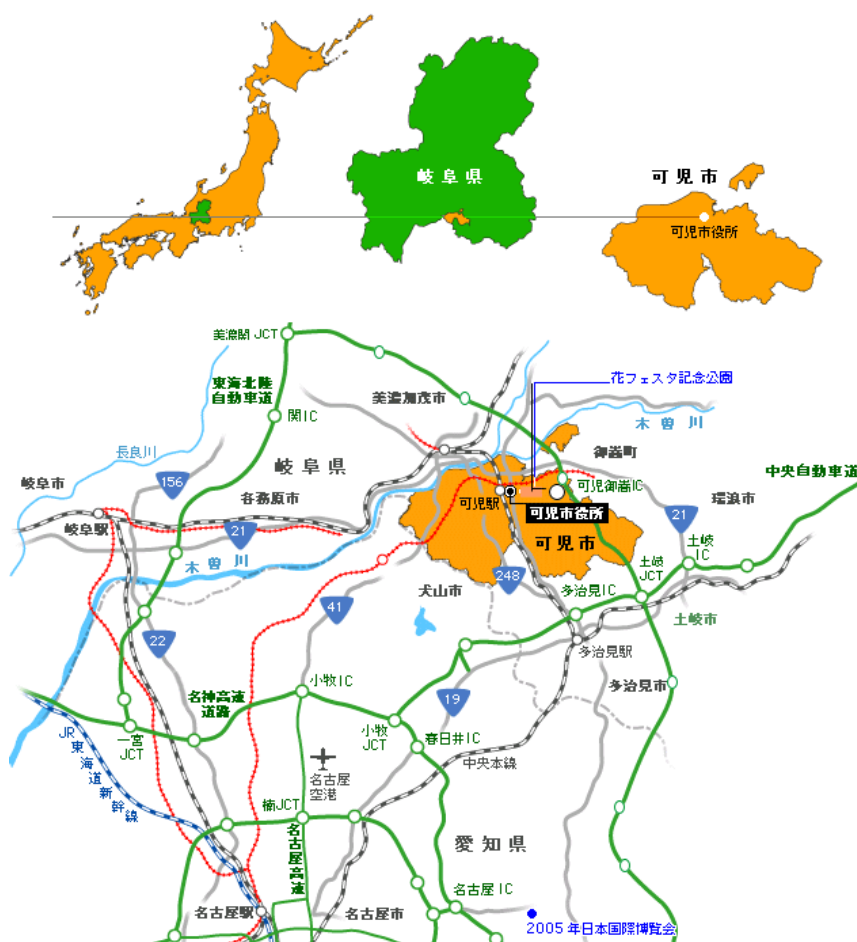 岐阜県
可児市
可児市役所
美濃関JCT
東海北陸
自動車道
花フェスタ記念公園
美濃加茂市
関IC
木曽川
長良川
岐阜県
御嵩町
中央自動車道
岐阜市
156
各務原市
可児駅
可児御嵩IC
瑞浪市
岐阜駅
21
可児市役所
21
木曽川
可児市
土岐
IC
土岐
JCT
248
犬山市
多治見IC
41
土岐市
22
多治見駅
小牧IC
多治見市
名神高速
道路
19
一宮
JCT
小牧
JCT
春日井IC
JR東海道新幹線
名古屋
空港
中央本線
楠JCT
名古屋高速
愛知県
名古屋IC
名古屋駅
名古屋市
2005年日本国際博覧会